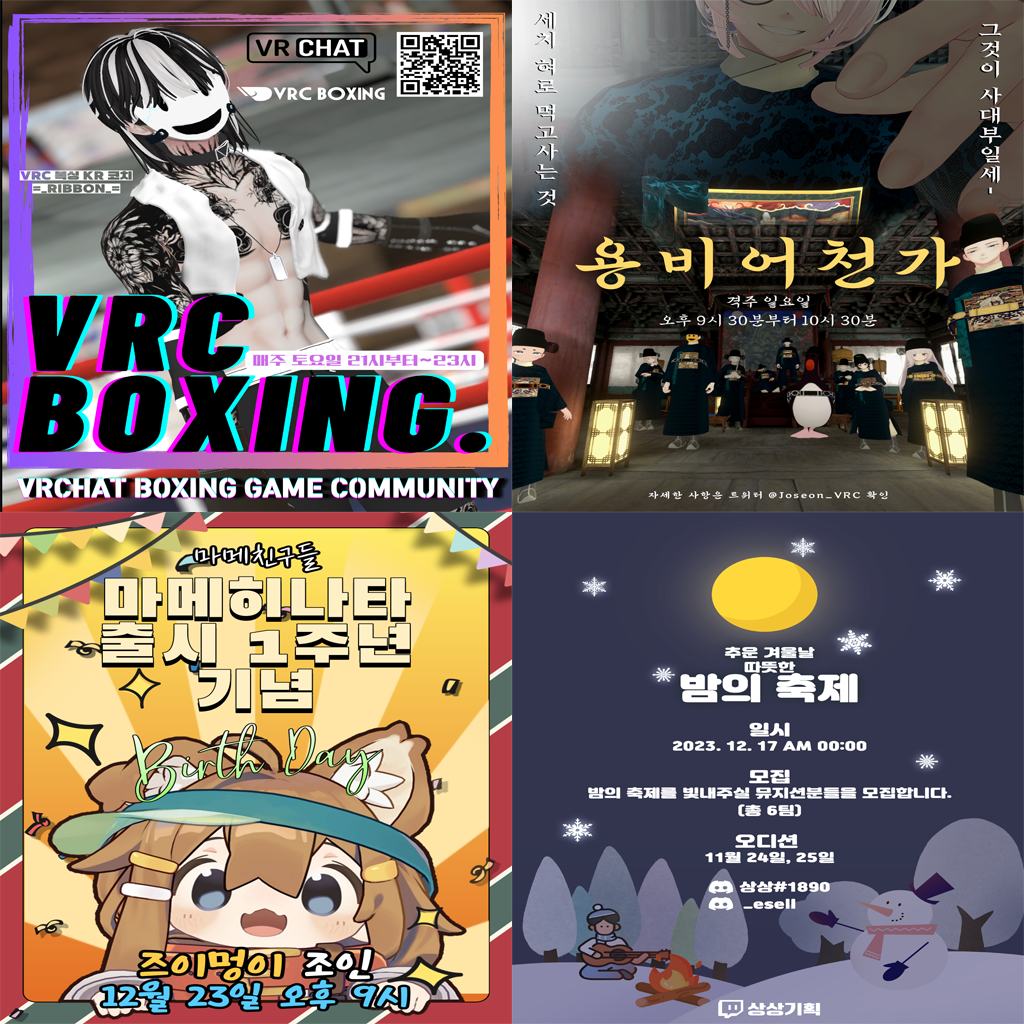 VRCHAT
VRC BOXING
VRC 복싱 KR 코치
=_RIBBON_=
VRC
매주 토요일 21시부터~23시
BOXING.
VRCHAT BOXING GAME COMMUNITY
세치 혀로 먹고사는 것
그것이 사대부일세-
용비어천가
격주 일요일
오후 9시 30분부터 10시 30분
자세한 사항은 트위터 @Joseon_VRC 확인
마메친구들
마메히나타
출시 1주년
기념
Birth Day
즈이멍이 조인
12월 23일 오후 9시
추운 겨울날
따뜻한
밤의 축제
일시
2023. 12. 17 AM 00:00
모집
밤의 축제를 빛내주실 뮤지션분들을 모집합니다.
(총 6팀)
오디션
11월 24일, 25일
상상#1890
_esell
상상기획